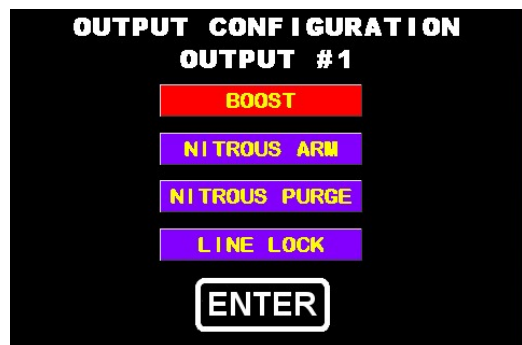 OUTPUT CONFIGURATION
OUTPUT #1
BOOST
NITROUS ARM
NITROUS PURGE
LINE LOCK
ENTER